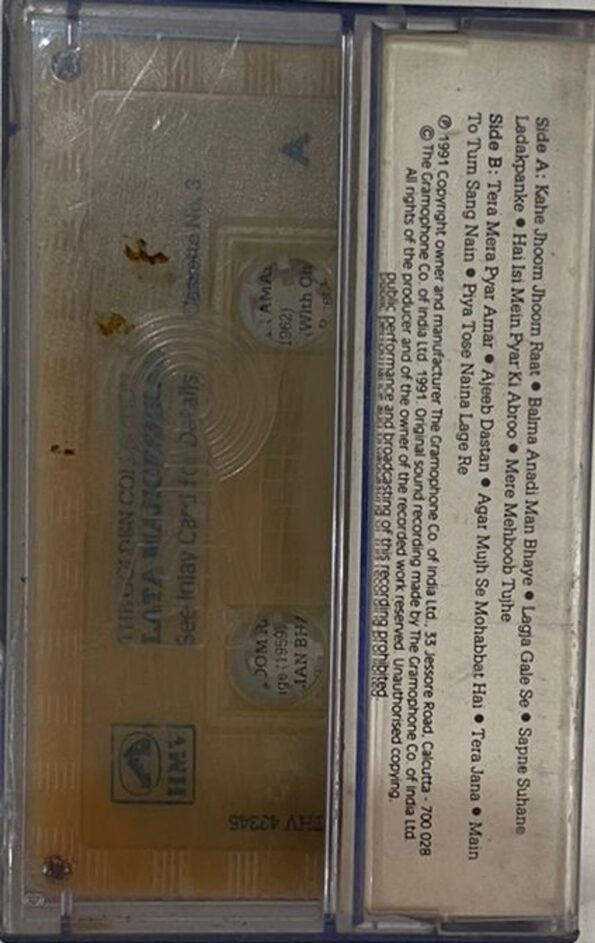 Side A: Kahe Jhoom Jhoom Raat ● Balma Anadi Man Bhaye ● Lagja Gale Se ● Sapne Suhane
Ladakpanke ● Hai Isi Mein Pyar Ki Abroo ● Mere Mehboob Tujhe
Side B: Tera Mera Pyar Amar ● Ajeeb Dastan ● Agar Mujh Se Mohabbat Hai ● Tera Jana ● Main
To Tum Sang Nain ● Piya Tose Naina Lage Re
℗ 1991 Copyright owner and manufacturer The Gramophone Co. of India Ltd., 33 Jessore Road, Calcutta - 700 028
© The Gramophone Co. of India Ltd 1991. Original sound recording made by The Gramophone Co. of India Ltd.
All rights of the producer and of the owner of the recorded work reserved. Unauthorised copying,
public performance and broadcasting of this recording prohibited.
(With
1962)
(1959)
See Inlay Card For Details
LATA
HMV
THV 43345